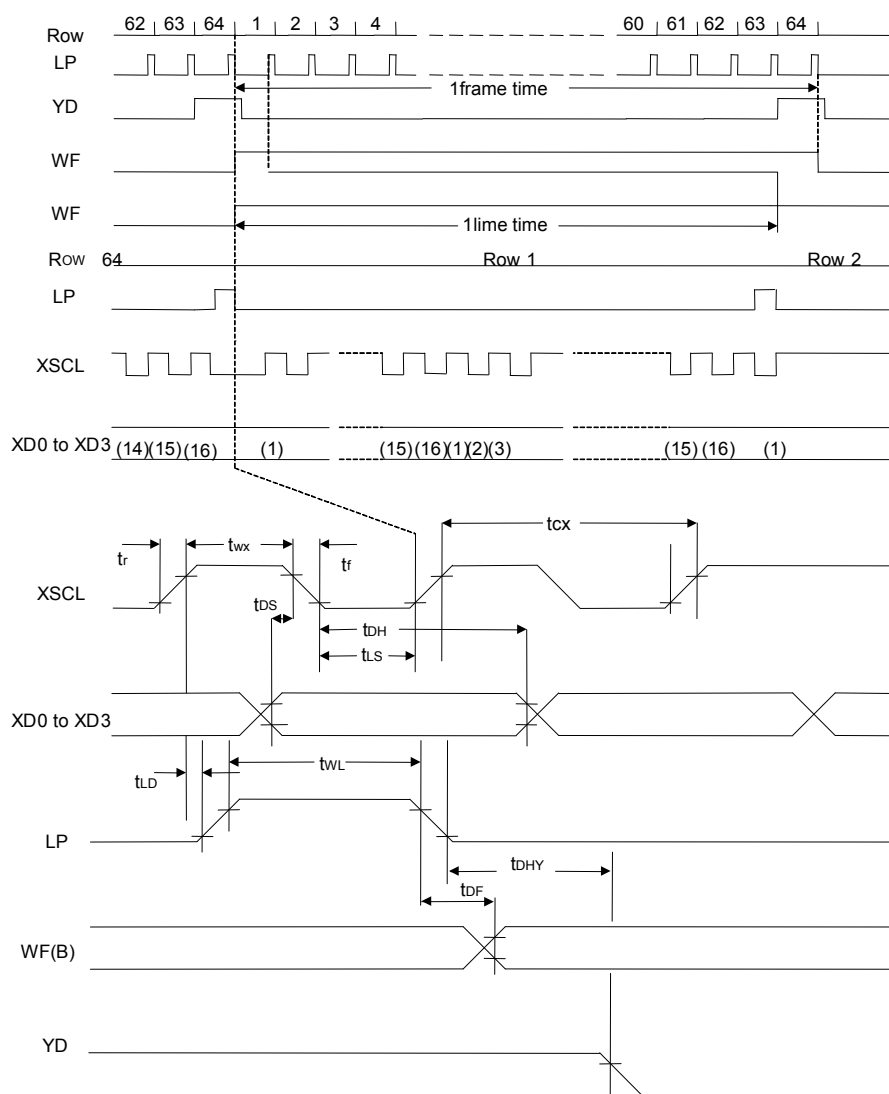 62 63 64 1 2 3 4 60 61 62 63 64
Row
LP
1frame time
YD
WF
WF
1lime time
Row 64 Row 1 Row 2
LP
XSCL
XD0 to XD3 (14)(15)(16) (1) (15) (16)(1)(2)(3) (15) (16) (1)
tcx
tr twx tf
XSCL
tDS
tDH
tLS
XD0 to XD3
tWL
tLD
LP
tDHY
tDF
WF(B)
YD